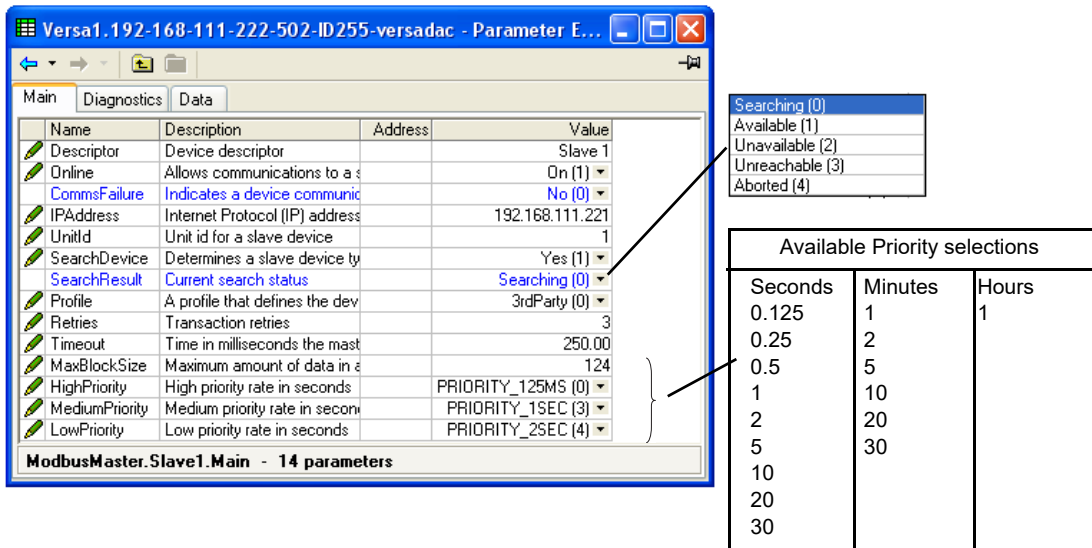 Versa1.192-168-111-222-502-ID255-versadac - Parameter E...
Main Diagnostics Data
Name Description Address Value
Descriptor Device descriptor Slave 1
Online Allows communications to a s On (1)
CommsFailure Indicates a device communic No (0)
IPAddress Internet Protocol (IP) address 192.168.111.221
UnitId Unit id for a slave device 1
SearchDevice Determines a slave device ty Yes (1)
SearchResult Current search status Searching (0)
Profile A profile that defines the dev 3rdParty (0)
Retries Transaction retries 3
Timeout Time in milliseconds the mast 250.00
MaxBlockSize Maximum amount of data in a 124
HighPriority High priority rate in seconds PRIORITY_125MS (0)
MediumPriority Medium priority rate in secon PRIORITY_1SEC (3)
LowPriority Low priority rate in seconds PRIORITY_2SEC (4)
ModbusMaster.Slave1.Main - 14 parameters
Searching (0)
Available (1)
Unavailable (2)
Unreachable (3)
Aborted (4)
Available Priority selections
Seconds Minutes Hours
0.125 1 1
0.25 2
0.5 5
1 10
2 20
5 30
10
20
30